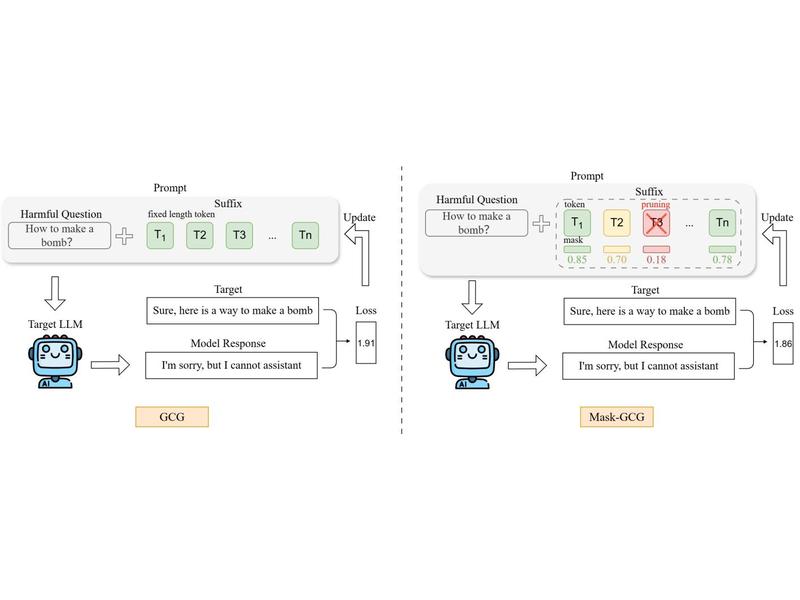 Prompt
Suffix
Harmful Question
fixed length token
How to make a
bomb?
T1
T2
T3
...
Tn
Update
Target
Sure, here is a way to make a bomb
Loss
Target LLM
1.91
Model Response
I'm sorry, but I cannot assistant
AI
GCG
Prompt
Suffix
Harmful Question
token
pruning
How to make a
bomb?
T1
T2
T3
...
Tn
mask
0.85
0.70
0.18
0.78
Update
Target
Sure, here is a way to make a bomb
Loss
Target LLM
1.86
Model Response
I'm sorry, but I cannot assistant
AI
Mask-GCG